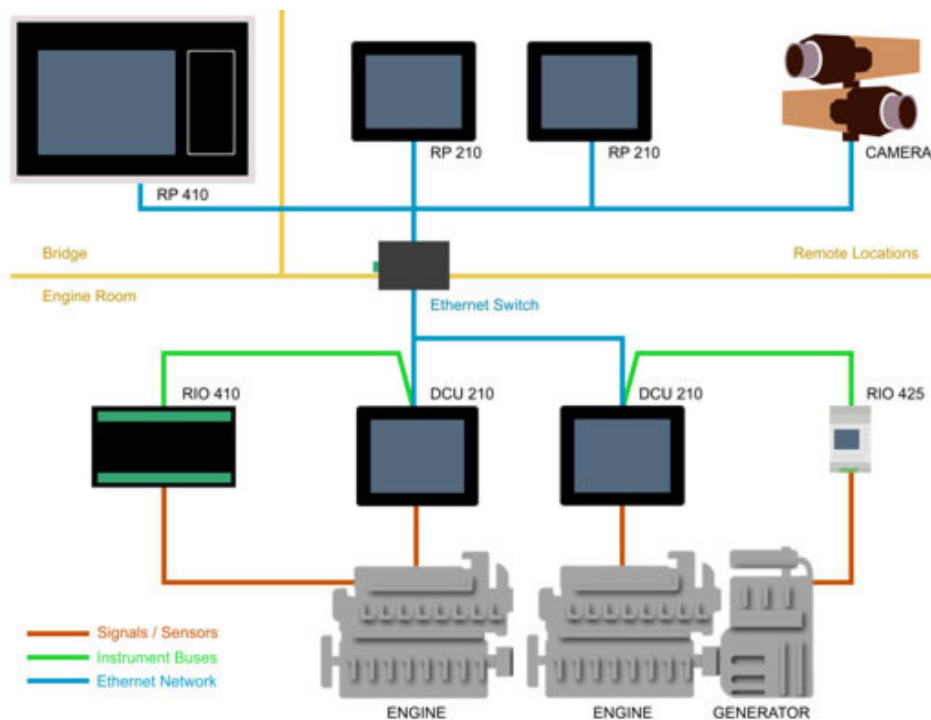 RP 410
RP 210
RP 210
CAMERA
Bridge
Remote Locations
Engine Room
Ethernet Switch
RIO 410
DCU 210
DCU 210
RIO 425
Signals / Sensors
Instrument Buses
Ethernet Network
ENGINE
ENGINE
GENERATOR